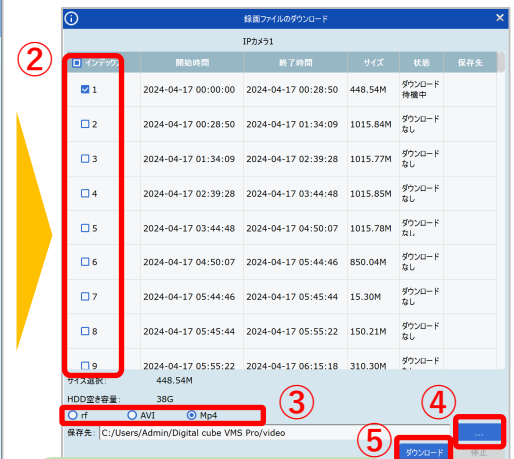 録画ファイルのダウンロード
IPカメラ1
②
インデックス 開始時間 終了時間 サイズ 状態 保存先
1 2024-04-17 00:00:00 2024-04-17 00:28:50 448.54M ダウンロード待機中
2 2024-04-17 00:28:50 2024-04-17 01:34:09 1015.84M ダウンロードなし
3 2024-04-17 01:34:09 2024-04-17 02:39:28 1015.77M ダウンロードなし
4 2024-04-17 02:39:28 2024-04-17 03:44:48 1015.85M ダウンロードなし
5 2024-04-17 03:44:48 2024-04-17 04:50:07 1015.78M ダウンロードなし
6 2024-04-17 04:50:07 2024-04-17 05:44:46 850.04M ダウンロードなし
7 2024-04-17 05:44:46 2024-04-17 05:45:44 15.30M ダウンロードなし
8 2024-04-17 05:45:44 2024-04-17 05:55:22 150.21M ダウンロードなし
9 2024-04-17 05:55:22 2024-04-17 06:15:18 310.30M ダウンロード
サイズ選択: 448.54M
HDD空き容量: 38G
③
④
rf AVI Mp4
保存先: C:/Users/Admin/Digital cube VMS Pro/video ...
⑤
ダウンロード 停止